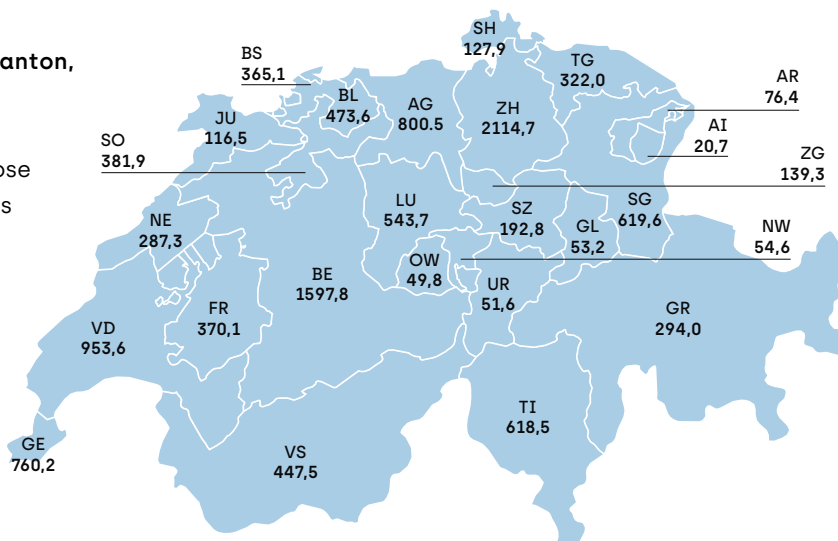 anton,
ose
s
SH
127,9
BS
365,1
TG
322,0
AR
76,4
BL
473,6
AG
800.5
ZH
2114,7
JU
116,5
AI
20,7
SO
381,9
ZG
139,3
LU
543,7
SZ
192,8
SG
619,6
NE
287,3
GL
53,2
NW
54,6
OW
49,8
BE
1597,8
UR
51,6
FR
370,1
GR
294,0
VD
953,6
TI
618,5
GE
760,2
VS
447,5